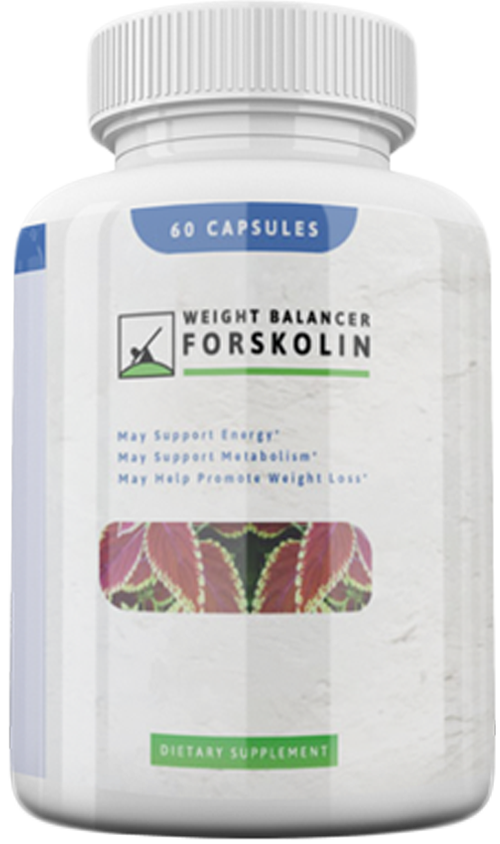 60 CAPSULES
WEIGHT BALANCER
FORSKOLIN
May Support Energy*
May Support Metabolism*
May Help Promote Weight Loss*
DIETARY SUPPLEMENT